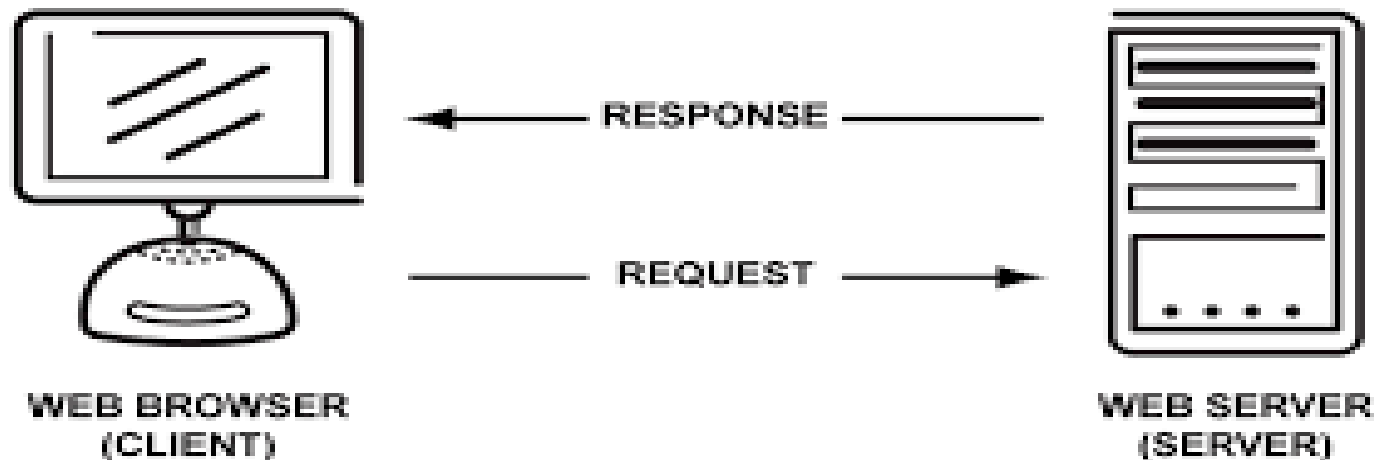 RESPONSE
REQUEST
WEB BROWSER
(CLIENT)
WEB SERVER
(SERVER)